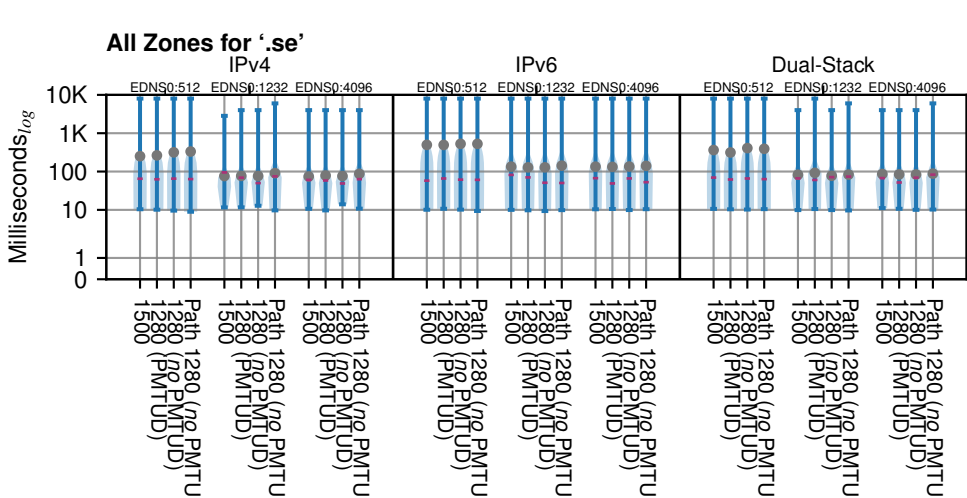 All Zones for ‘.se’
IPv4
IPv6
Dual-Stack
EDNS0:512
EDNS0:1232
EDNS0:4096
EDNS0:512
EDNS0:1232
EDNS0:4096
EDNS0:512
EDNS0:1232
EDNS0:4096
Milliseconds log
10K
1K
100
10
1
0
1500
1280 (PMTUD)
1280 (no PMTUD)
Path 1280 (no PMTU
1500
1280 (PMTUD)
1280 (no PMTUD)
Path 1280 (no PMTU
1500
1280 (PMTUD)
1280 (no PMTUD)
Path 1280 (no PMTU
1500
1280 (PMTUD)
1280 (no PMTUD)
Path 1280 (no PMTU
1500
1280 (PMTUD)
1280 (no PMTUD)
Path 1280 (no PMTU
1500
1280 (PMTUD)
1280 (no PMTUD)
Path 1280 (no PMTU
1500
1280 (PMTUD)
1280 (no PMTUD)
Path 1280 (no PMTU
1500
1280 (PMTUD)
1280 (no PMTUD)
Path 1280 (no PMTU
1500
1280 (PMTUD)
1280 (no PMTUD)
Path 1280 (no PMTU